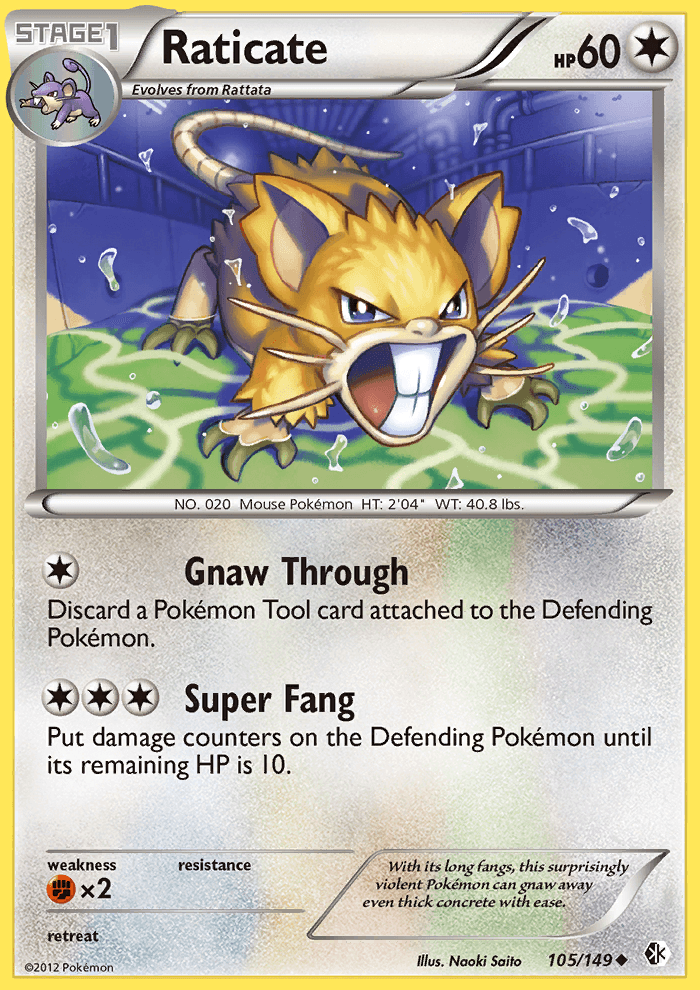 STAGE1
Raticate
HP60
Evolves from Rattata
NO. 020 Mouse Pokémon HT: 2'04" WT: 40.8 lbs.
Gnaw Through
Discard a Pokémon Tool card attached to the Defending
Pokémon.
Super Fang
Put damage counters on the Defending Pokémon until
its remaining HP is 10.
weakness
resistance
×2
With its long fangs, this surprisingly
violent Pokémon can gnaw away
even thick concrete with ease.
retreat
©2012 Pokémon
Illus. Naoki Saito
105/149